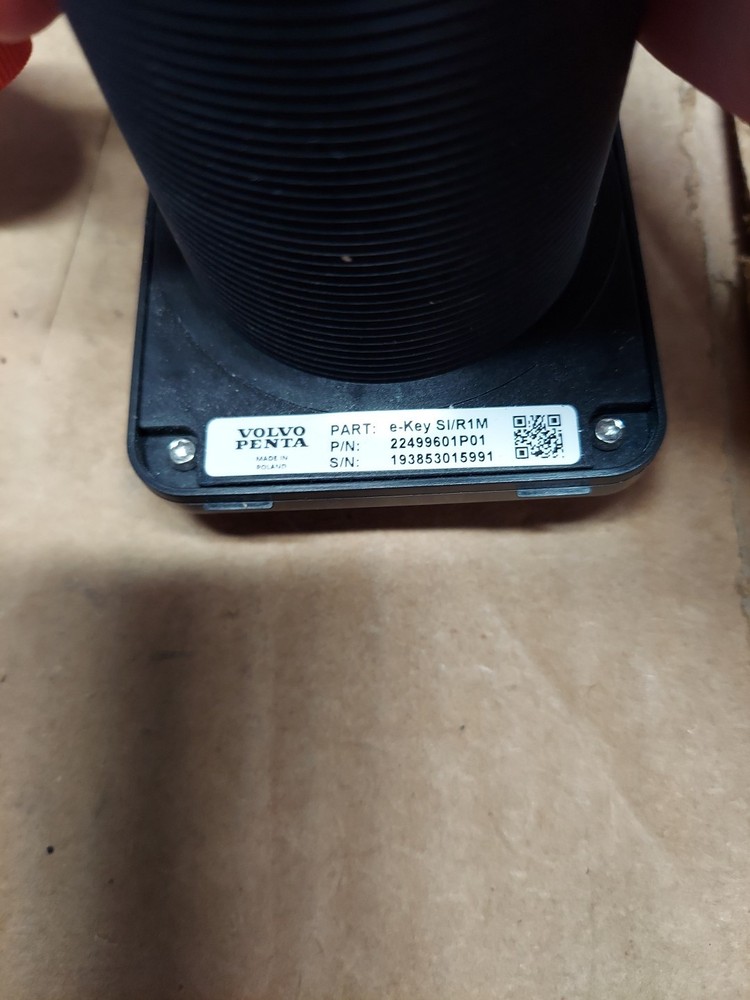 VOLVO
PENTA
MADE IN
POLAND
PART: e-Key SI/R1M
P/N: 22499601P01
S/N: 193853015991